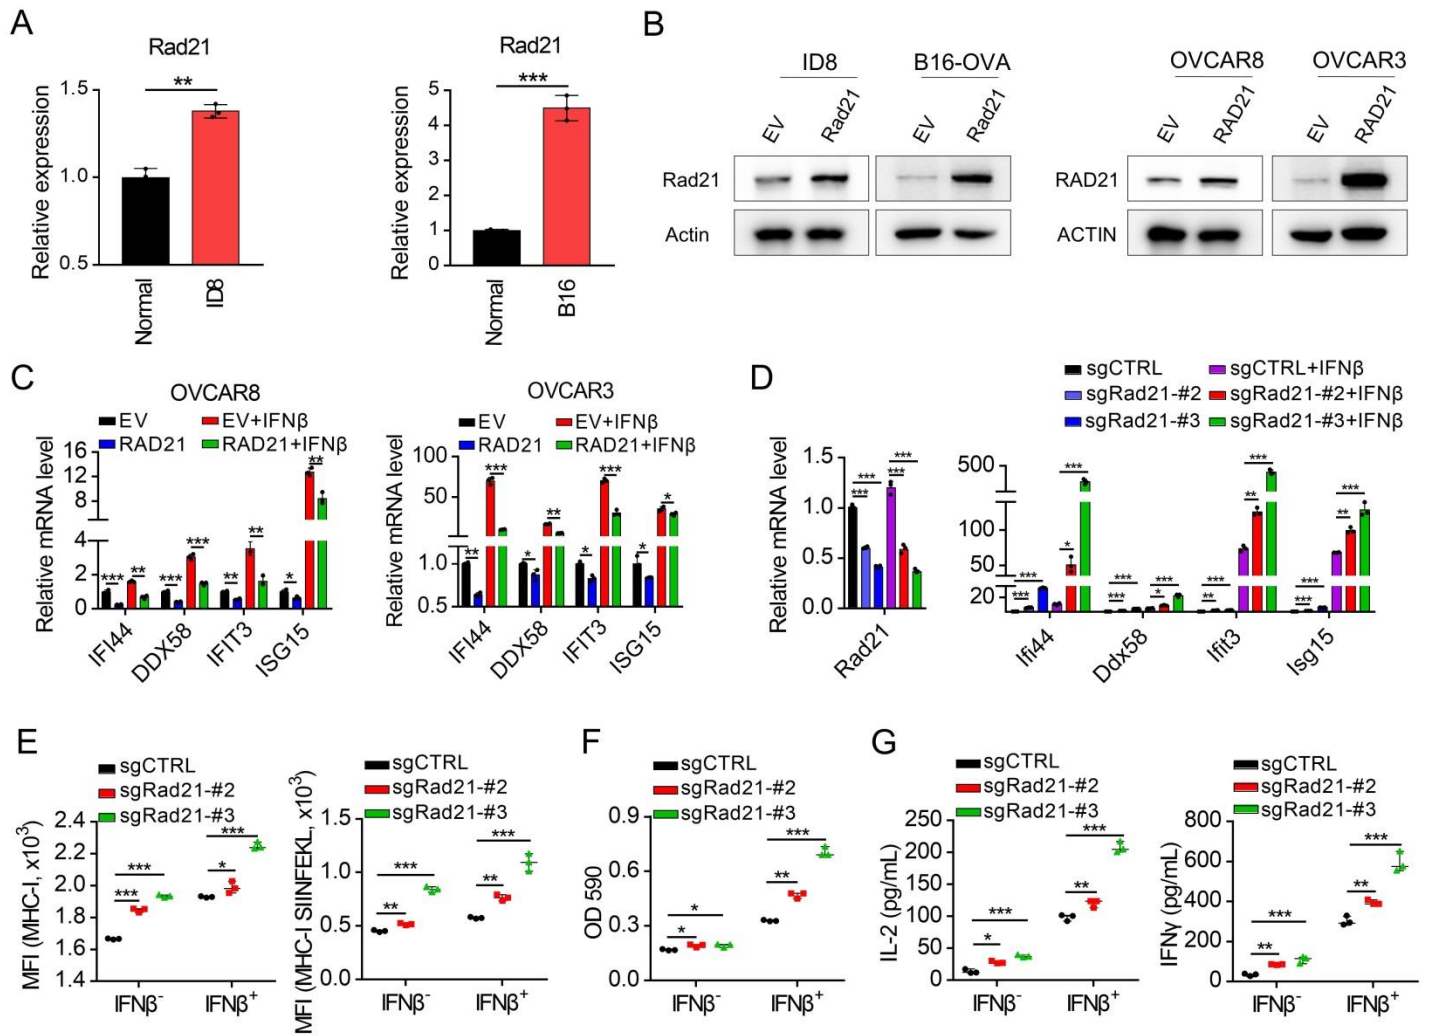 A
Rad21
Relative expression
1.5
1.0
0.5
**
Normal
ID8
Rad21
Relative expression
5
4
3
2
1
0
***
Normal
B16
B
ID8
B16-OVA
OVCAR8
OVCAR3
EV
Rad21
EV
Rad21
EV
RAD21
EV
RAD21
Rad21
RAD21
Actin
ACTIN
C
OVCAR8
EV
EV+IFNβ
RAD21
RAD21+IFNβ
Relative mRNA level
16
12
8
4
2
0
*** **
*** ***
** **
* **
IFI44
DDX58
IFIT3
ISG15
OVCAR3
EV
EV+IFNβ
RAD21
RAD21+IFNβ
Relative mRNA level
100
50
1.0
0.5
** ***
* **
* ***
* *
IFI44
DDX58
IFIT3
ISG15
D
sgCTRL
sgCTRL+IFNβ
sgRad21-#2
sgRad21-#2+IFNβ
sgRad21-#3
sgRad21-#3+IFNβ
Relative mRNA level
1.5
1.0
0.5
0.0
***
***
***
***
Rad21
500
100
50
20
***
***
*
***
***
***
*
***
**
***
**
***
***
***
**
***
Ifi44
Ddx58
Ifit3
Isg15
E
sgCTRL
sgRad21-#2
sgRad21-#3
MFI (MHC-I, x10³)
2.4
2.2
2.0
1.8
1.6
1.4
***
***
*
***
IFNβ⁻
IFNβ⁺
sgCTRL
sgRad21-#2
sgRad21-#3
MFI (MHC-I SIINFEKL, x10³)
1.5
1.0
0.5
0.0
**
***
**
***
IFNβ⁻
IFNβ⁺
F
sgCTRL
sgRad21-#2
sgRad21-#3
OD 590
0.9
0.6
0.3
0.0
*
*
**
***
IFNβ⁻
IFNβ⁺
G
sgCTRL
sgRad21-#2
sgRad21-#3
IL-2 (pg/mL)
250
200
150
100
50
0
*
***
**
***
IFNβ⁻
IFNβ⁺
sgCTRL
sgRad21-#2
sgRad21-#3
IFNγ (pg/mL)
800
600
400
200
0
**
***
**
***
IFNβ⁻
IFNβ⁺